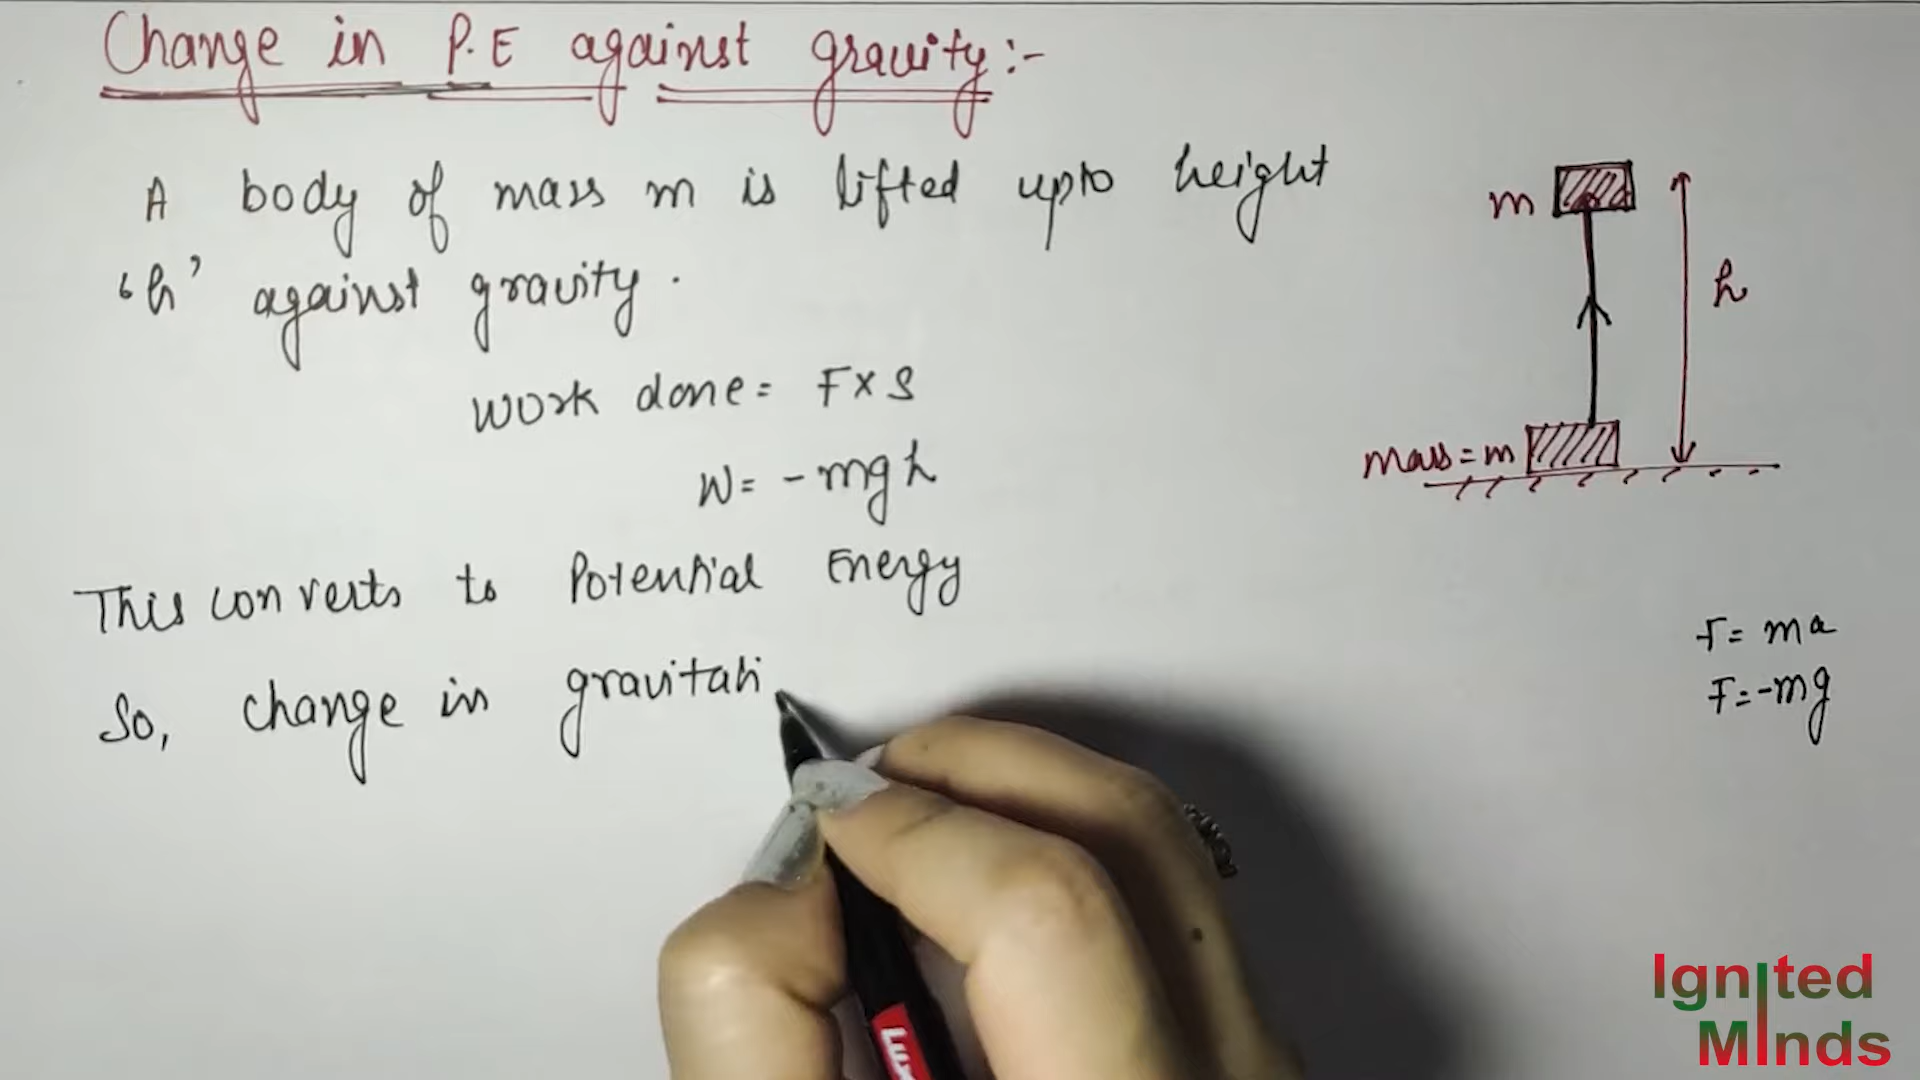 Change in P.E against gravity:-
A body of mass m is lifted upto height
'h' against gravity.
Work done = F x S
W = - mgh
This converts to Potential Energy
So, change in gravitati
m
h
mass = m
F = ma
F = -mg
Lux
Ignited
Minds